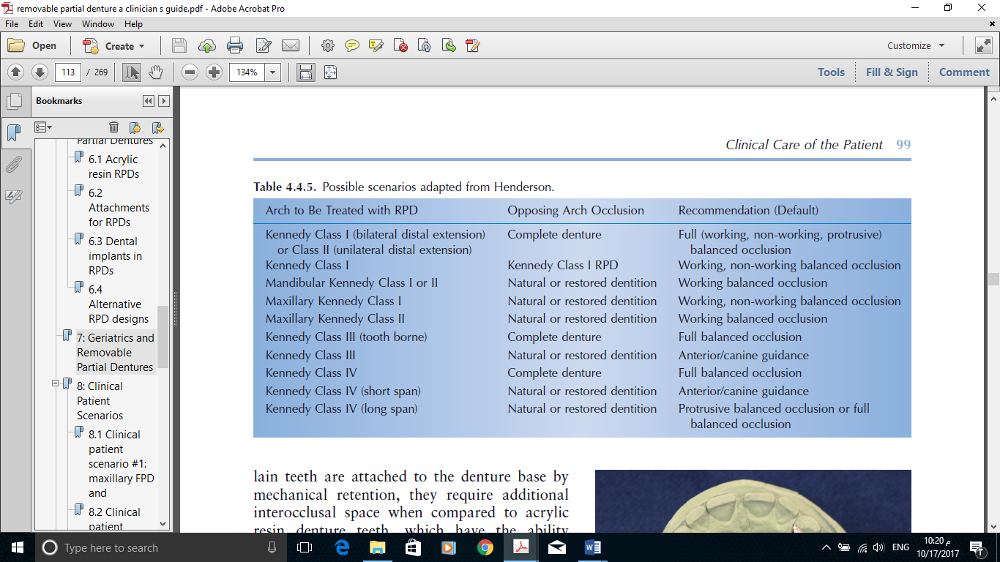 removable partial denture a clinician s guide.pdf - Adobe Acrobat Pro
File Edit View Window Help
Open Create Customize
113 / 269 134% Tools Fill & Sign Comment
Bookmarks
Partial Dentures
6.1 Acrylic
resin RPDs
6.2
Attachments
for RPDs
6.3 Dental
implants in
RPDs
6.4
Alternative
RPD designs
7: Geriatrics and
Removable
Partial Dentures
8: Clinical
Patient
Scenarios
8.1 Clinical
patient
scenario #1:
maxillary FPD
and
8.2 Clinical
patient
Clinical Care of the Patient 99
Table 4.4.5. Possible scenarios adapted from Henderson.
Arch to Be Treated with RPD Opposing Arch Occlusion Recommendation (Default)
Kennedy Class I (bilateral distal extension) Complete denture Full (working, non-working, protrusive)
or Class II (unilateral distal extension) balanced occlusion
Kennedy Class I Kennedy Class I RPD Working, non-working balanced occlusion
Mandibular Kennedy Class I or II Natural or restored dentition Working balanced occlusion
Maxillary Kennedy Class I Natural or restored dentition Working, non-working balanced occlusion
Maxillary Kennedy Class II Natural or restored dentition Working balanced occlusion
Kennedy Class III (tooth borne) Complete denture Full balanced occlusion
Kennedy Class III Natural or restored dentition Anterior/canine guidance
Kennedy Class IV Complete denture Full balanced occlusion
Kennedy Class IV (short span) Natural or restored dentition Anterior/canine guidance
Kennedy Class IV (long span) Natural or restored dentition Protrusive balanced occlusion or full
balanced occlusion
lain teeth are attached to the denture base by
mechanical retention, they require additional
interocclusal space when compared to acrylic
resin denture teeth, which have the ability
Type here to search
ENG
10:20 م
10/17/2017